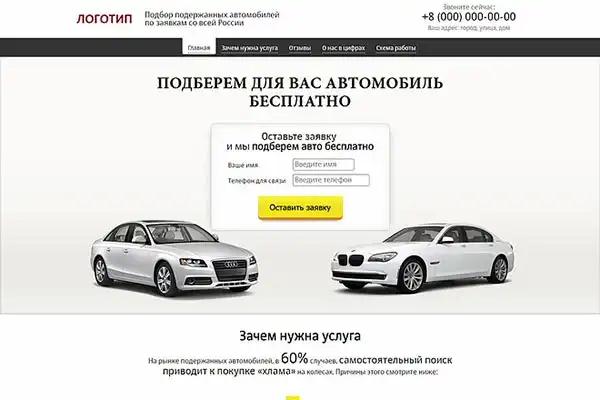 ЛОГОТИП
Подбор подержанных автомобилей
по заявкам со всей России
Звоните сейчас:
+8 (000) 000-00-00
Ваш адрес: город, улица, дом
Главная Зачем нужна услуга Отзывы О нас в цифрах Схема работы
ПОДБЕРЕМ ДЛЯ ВАС АВТОМОБИЛЬ
БЕСПЛАТНО
Оставьте заявку
и мы подберем авто бесплатно
Ваше имя Введите имя
Телефон для связи Введите телефон
Оставить заявку
Зачем нужна услуга
На рынке подержанных автомобилей, в 60% случаев, самостоятельный поиск
приводит к покупке «хлама» на колесах. Причины этого смотрите ниже: